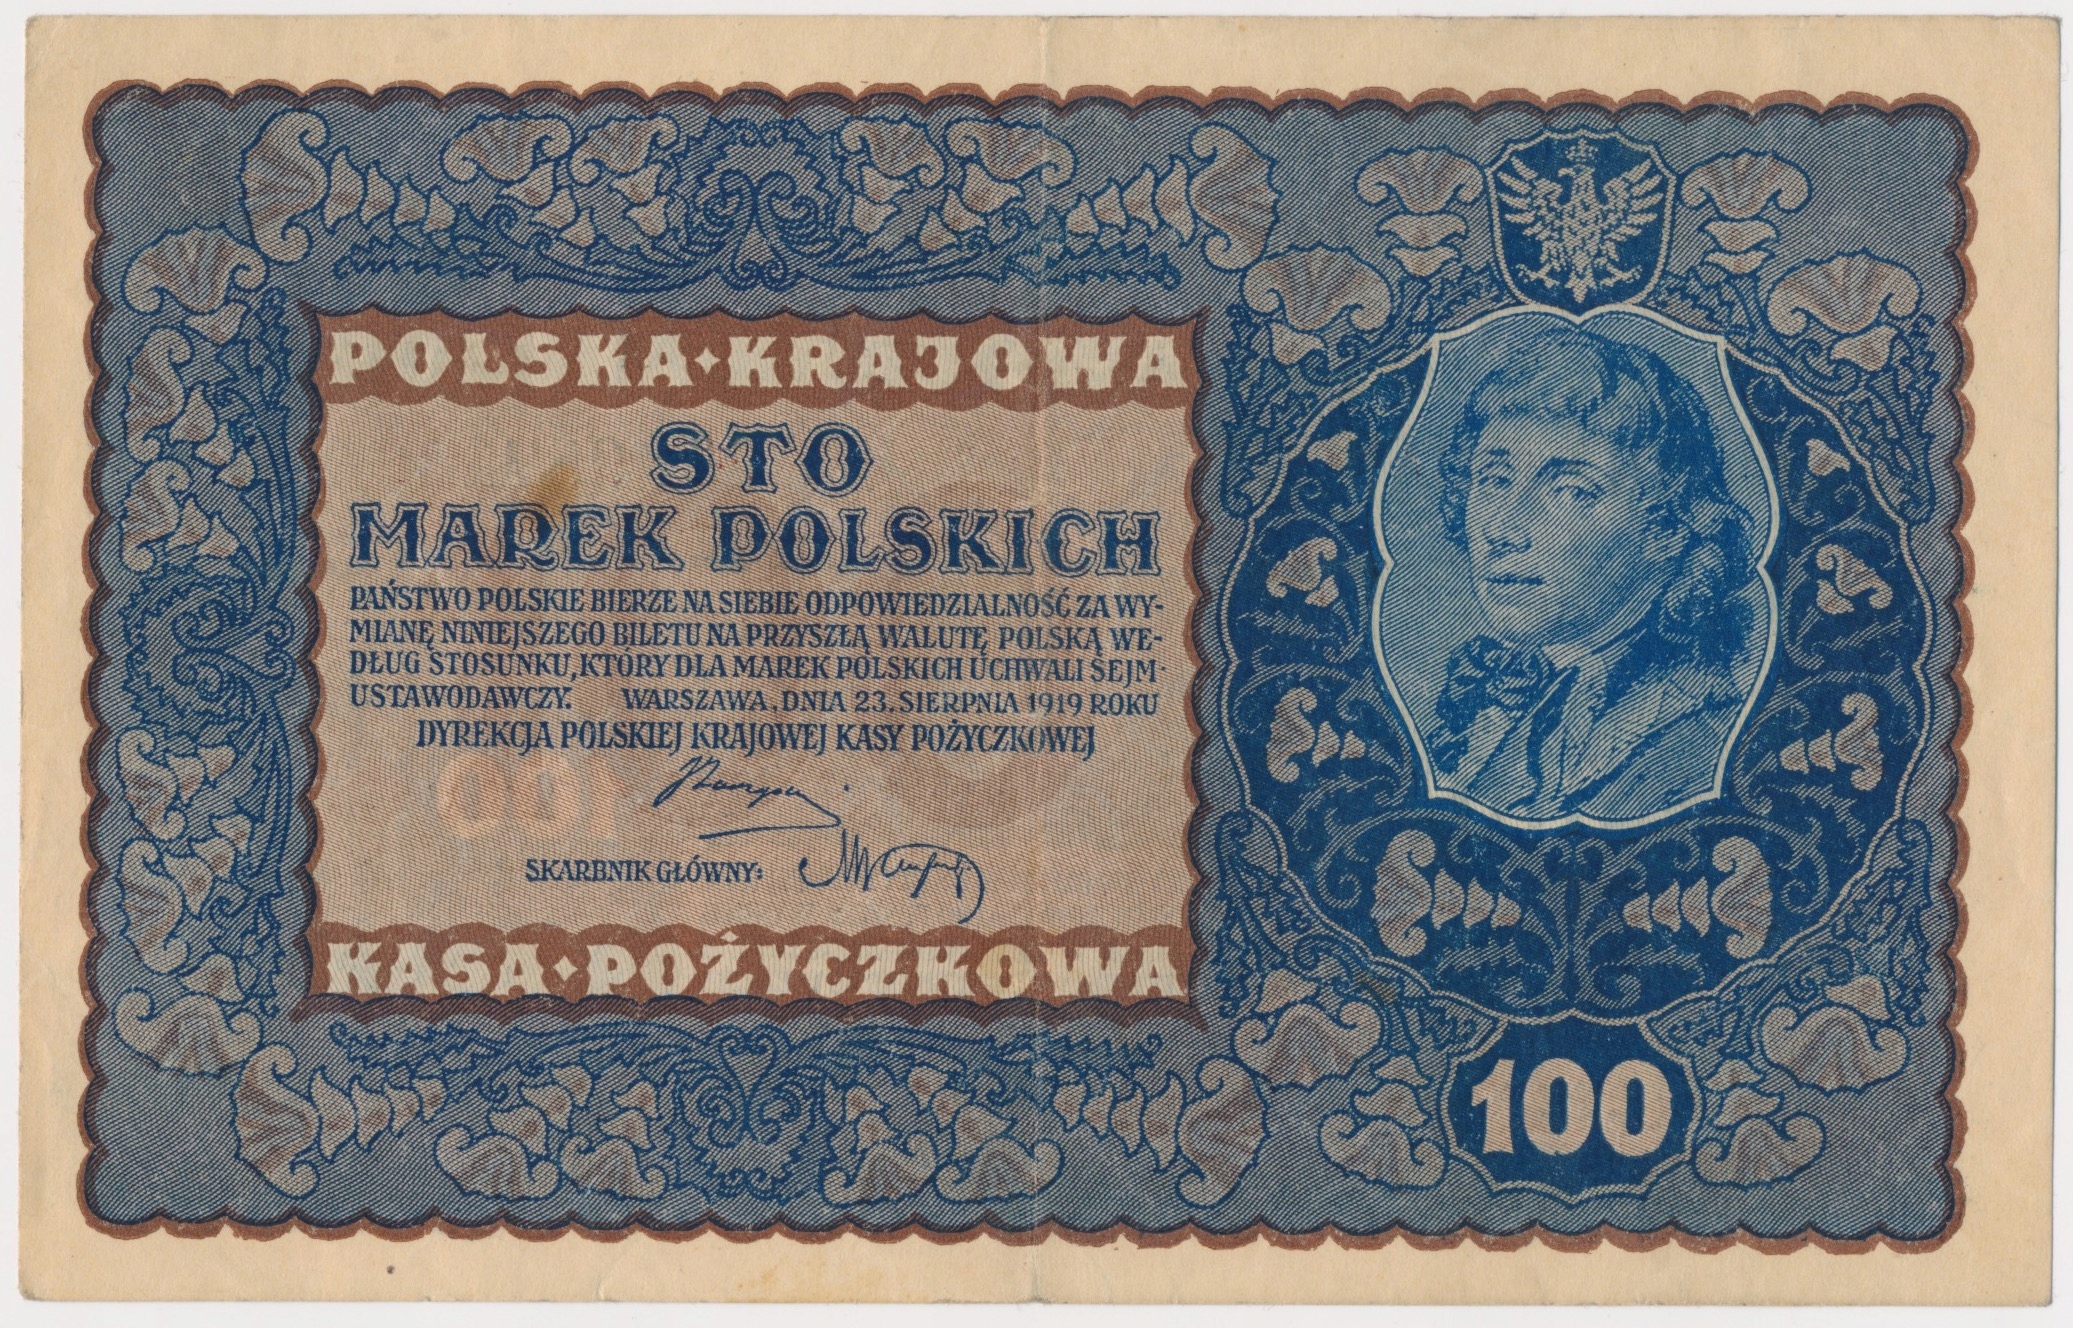 POLSKA·KRAJOWA
STO
MAREK POLSKICH
PAŃSTWO POLSKIE BIERZE NA SIEBIE ODPOWIEDZIALNOŚĆ ZA WY-
MIANĘ NINIEJSZEGO BILETU NA PRZYSZŁĄ WALUTĘ POLSKĄ WE-
DŁUG STOSUNKU, KTÓRY DLA MAREK POLSKICH UCHWALI SEJM-
USTAWODAWCZY. WARSZAWA, DNIA 23. SIERPNIA 1919 ROKU
DYREKCJA POLSKIEJ KRAJOWEJ KASY POŻYCZKOWEJ
SKARBNIK GŁÓWNY:
KASA·POŻYCZKOWA
100